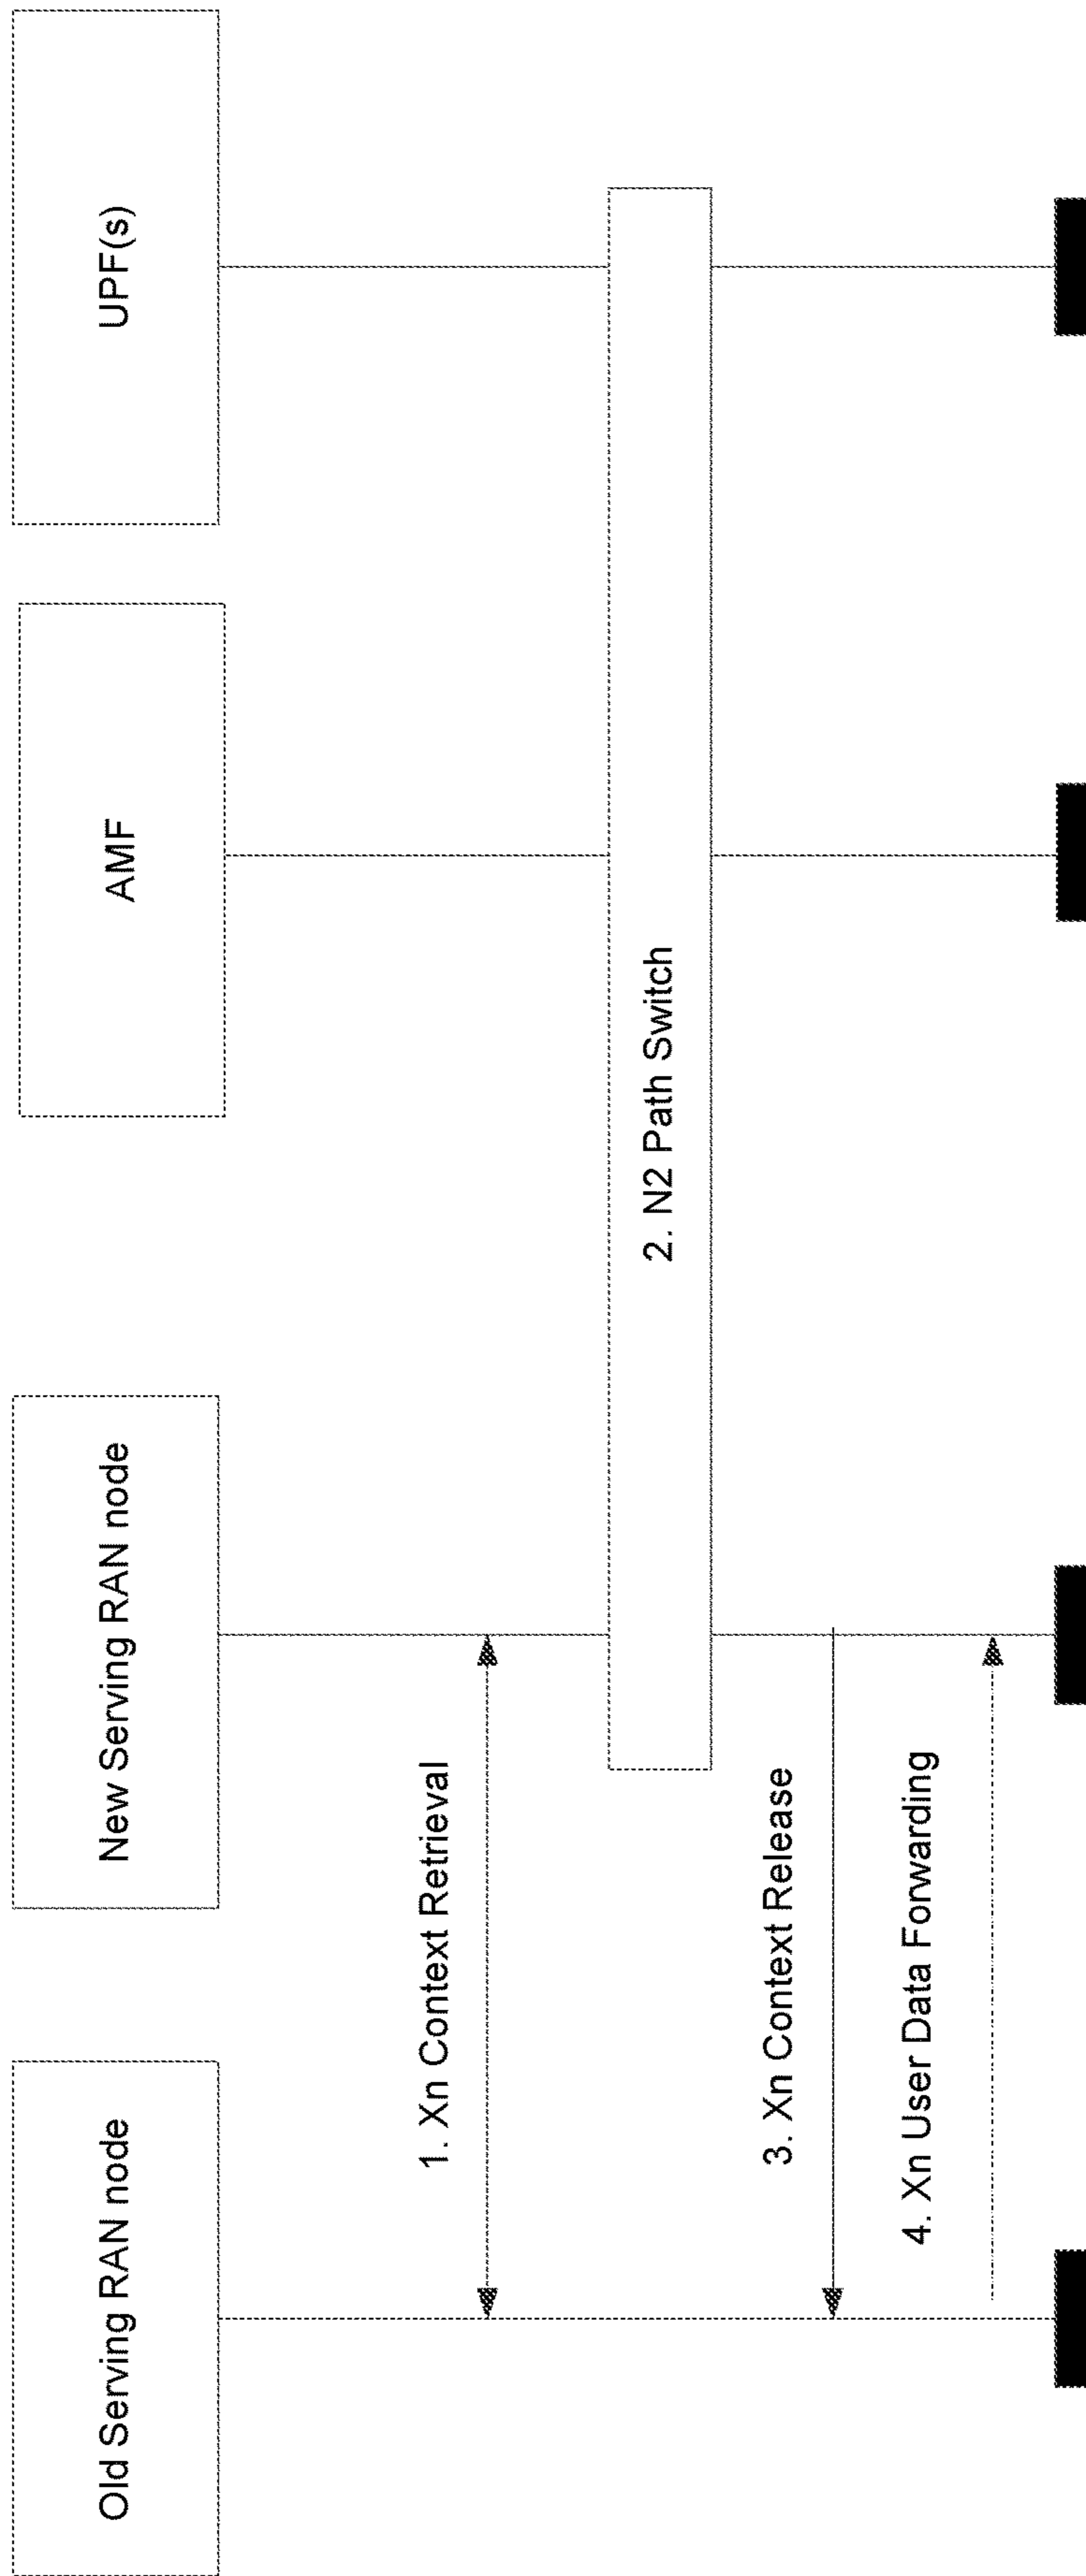 Old Serving RAN node
New Serving RAN node
AMF
UPF(s)
1. Xn Context Retrieval
2. N2 Path Switch
3. Xn Context Release
4. Xn User Data Forwarding